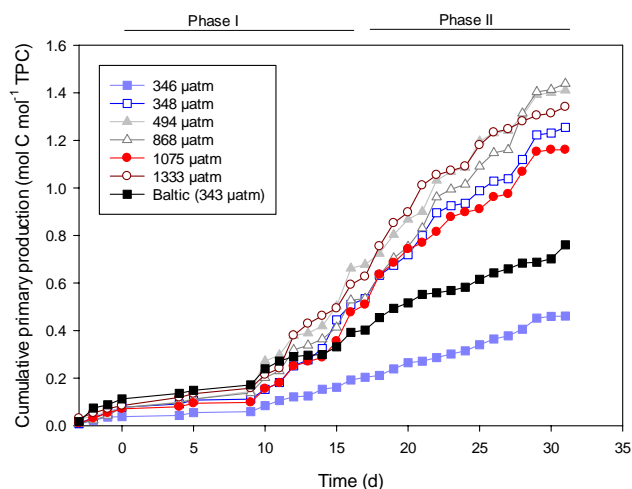 Phase I Phase II
1.6
1.4
1.2
1.0
0.8
0.6
0.4
0.2
0.0
Cumulative primary production (mol C mol⁻¹ TPC)
346 µatm
348 µatm
494 µatm
868 µatm
1075 µatm
1333 µatm
Baltic (343 µatm)
0 5 10 15 20 25 30 35
Time (d)